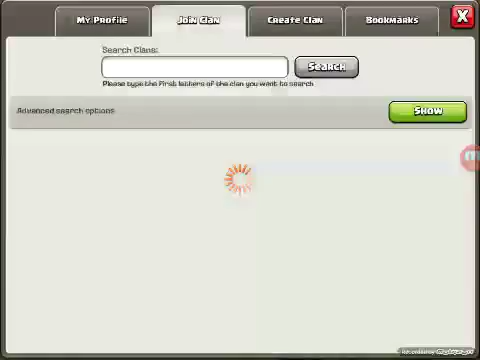 My Profile
Join Clan
Create Clan
Bookmarks
X
Search Clans:
Search
Please type the first letters of the clan you want to search
Advanced search options
Show